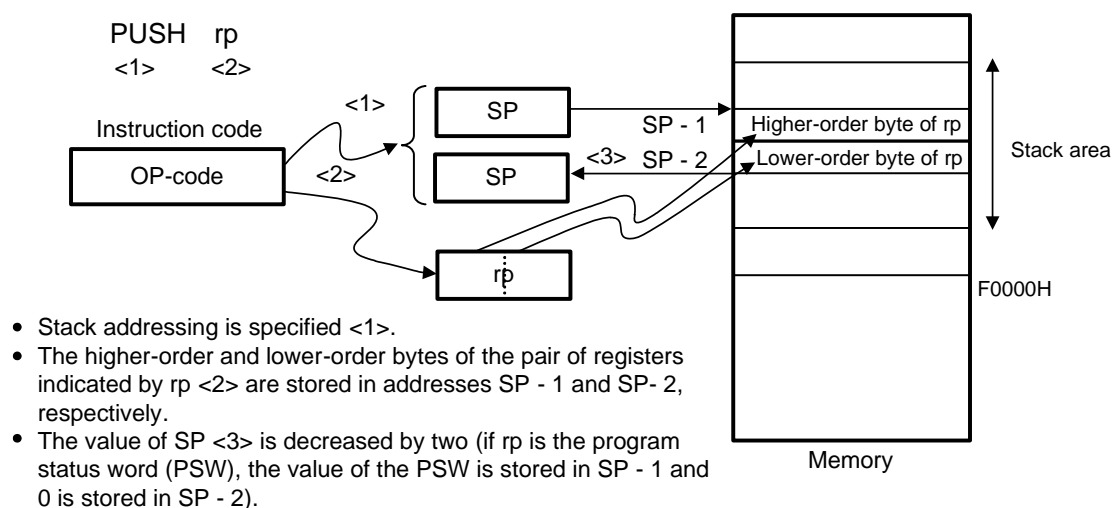 PUSH rp
<1> <2>
Instruction code
OP-code
<1>
<2>
SP
SP - 1
Higher-order byte of rp
<3>
SP
SP - 2
Lower-order byte of rp
Stack area
rp
F0000H
Memory
• Stack addressing is specified <1>.
• The higher-order and lower-order bytes of the pair of registers
indicated by rp <2> are stored in addresses SP - 1 and SP- 2,
respectively.
• The value of SP <3> is decreased by two (if rp is the program
status word (PSW), the value of the PSW is stored in SP - 1 and
0 is stored in SP - 2).